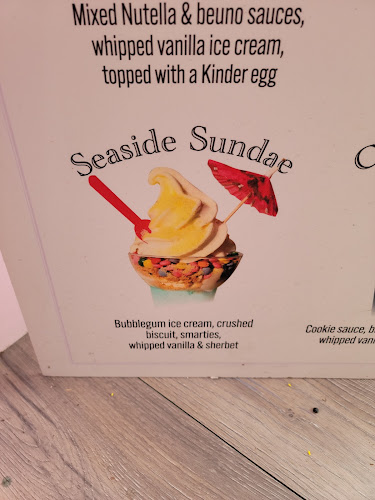 Mixed Nutella & beuno sauces,
whipped vanilla ice cream,
topped with a Kinder egg
Seaside Sundae
Bubblegum ice cream, crushed
biscuit, smarties,
whipped vanilla & sherbet
C
Cookie sauce, b
whipped vani